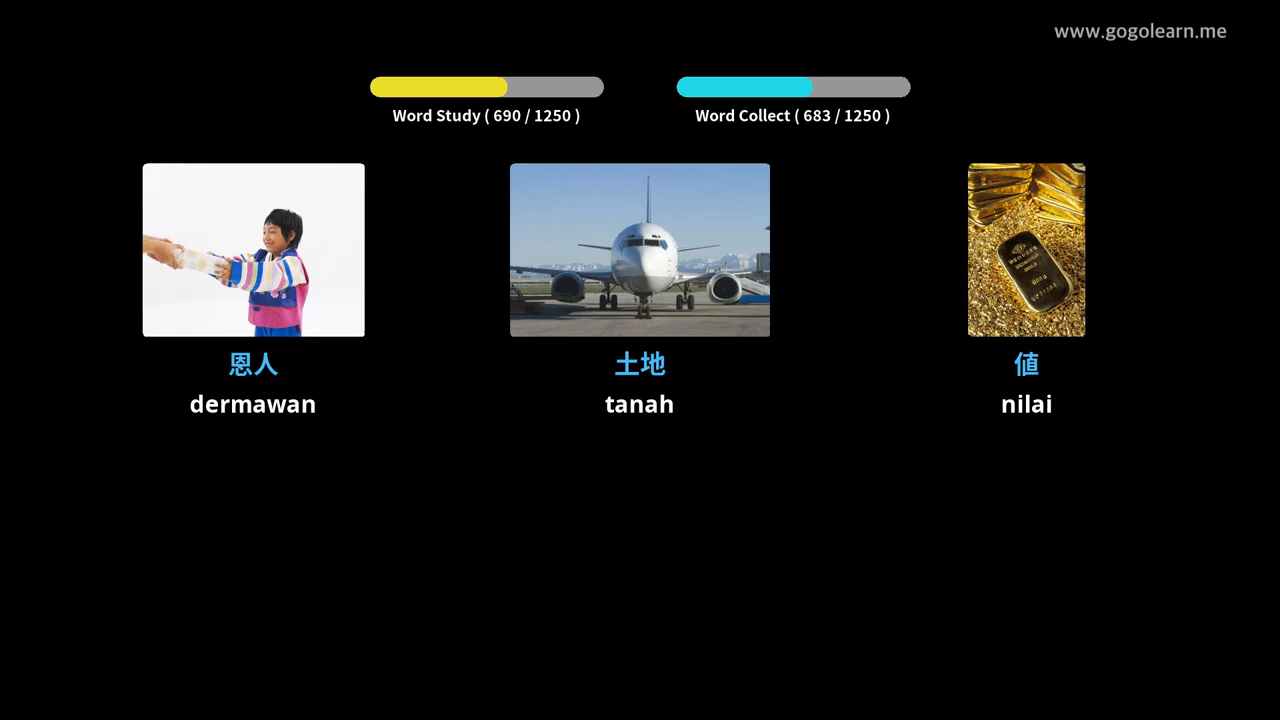 www.gogolearn.me
Word Study ( 690 / 1250 )
Word Collect ( 683 / 1250 )
恩人
土地
値
dermawan
tanah
nilai